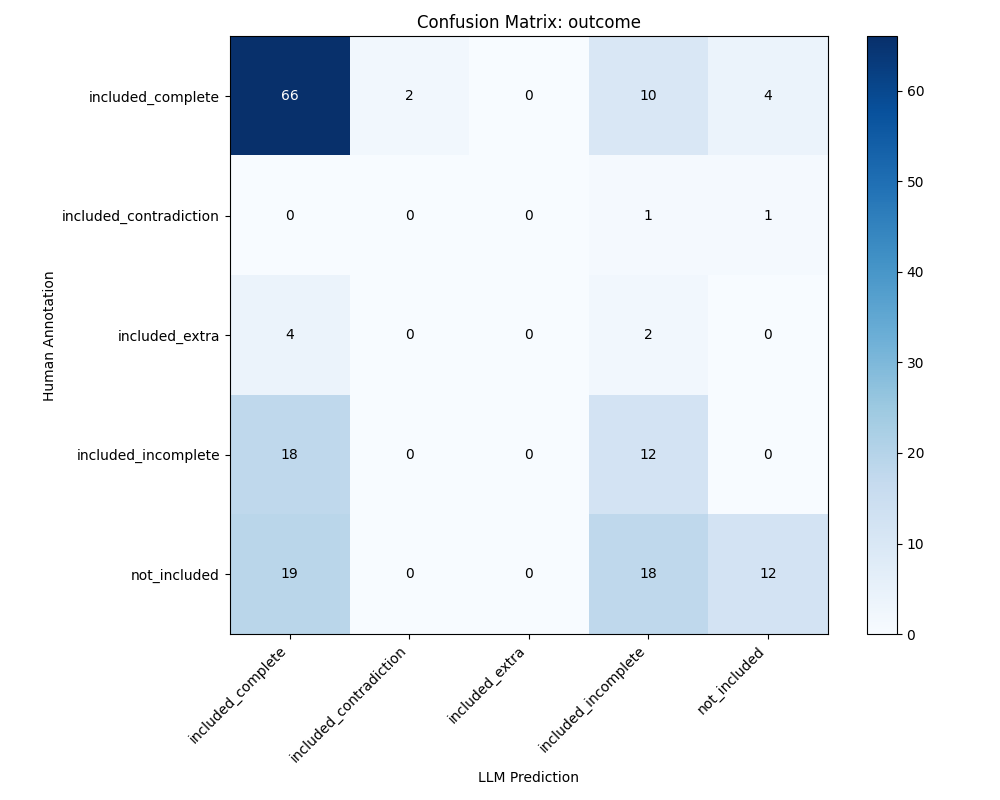 Confusion Matrix: outcome
included_complete 66 2 0 10 4
included_contradiction 0 0 0 1 1
included_extra 4 0 0 2 0
included_incomplete 18 0 0 12 0
not_included 19 0 0 18 12
included_complete
included_contradiction
included_extra
included_incomplete
not_included
LLM Prediction
Human Annotation
60
50
40
30
20
10
0